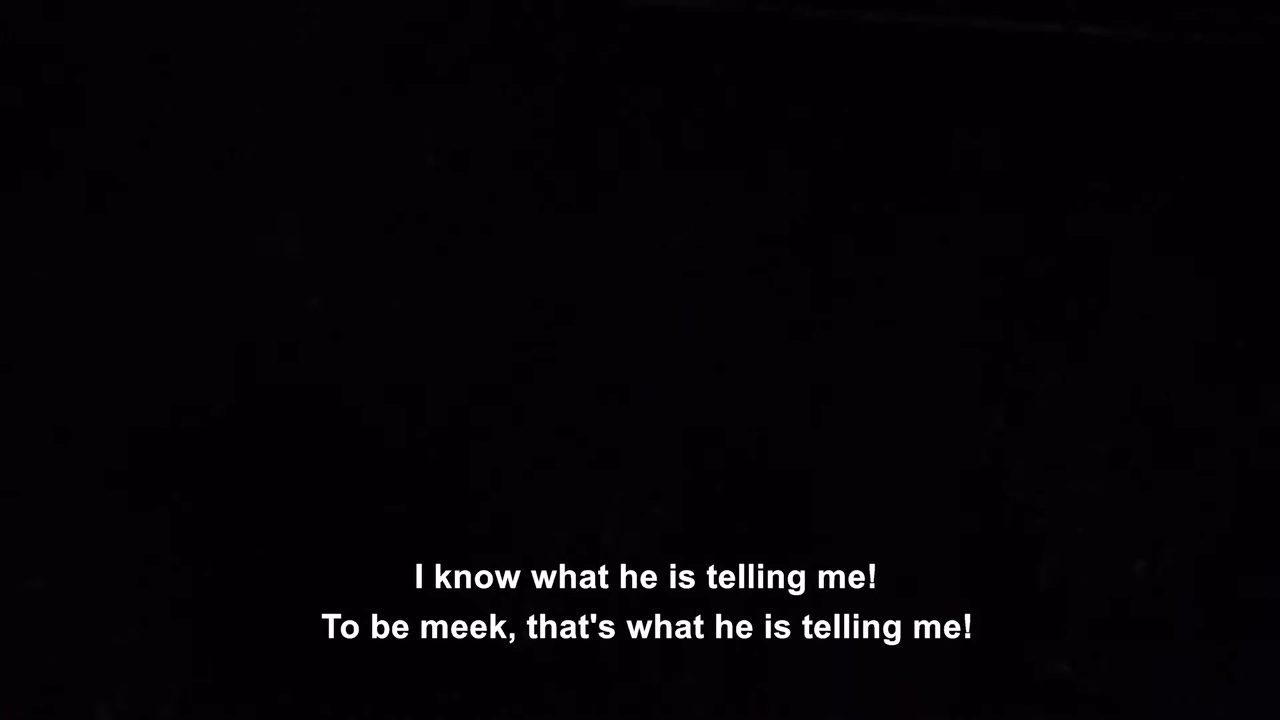 I know what he is telling me!
To be meek, that's what he is telling me!